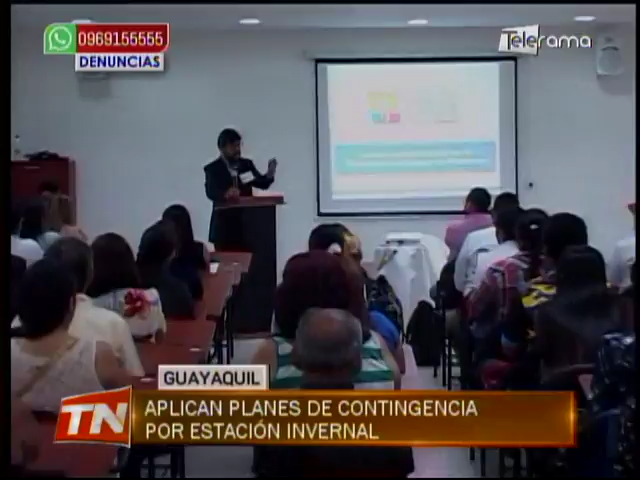 0969155555
DENUNCIAS
Telerama
GUAYAQUIL
TN
APLICAN PLANES DE CONTINGENCIA
POR ESTACIÓN INVERNAL